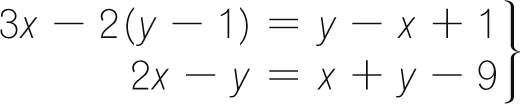 3x − 2(y − 1) = y − x + 1
2x − y = x + y − 9